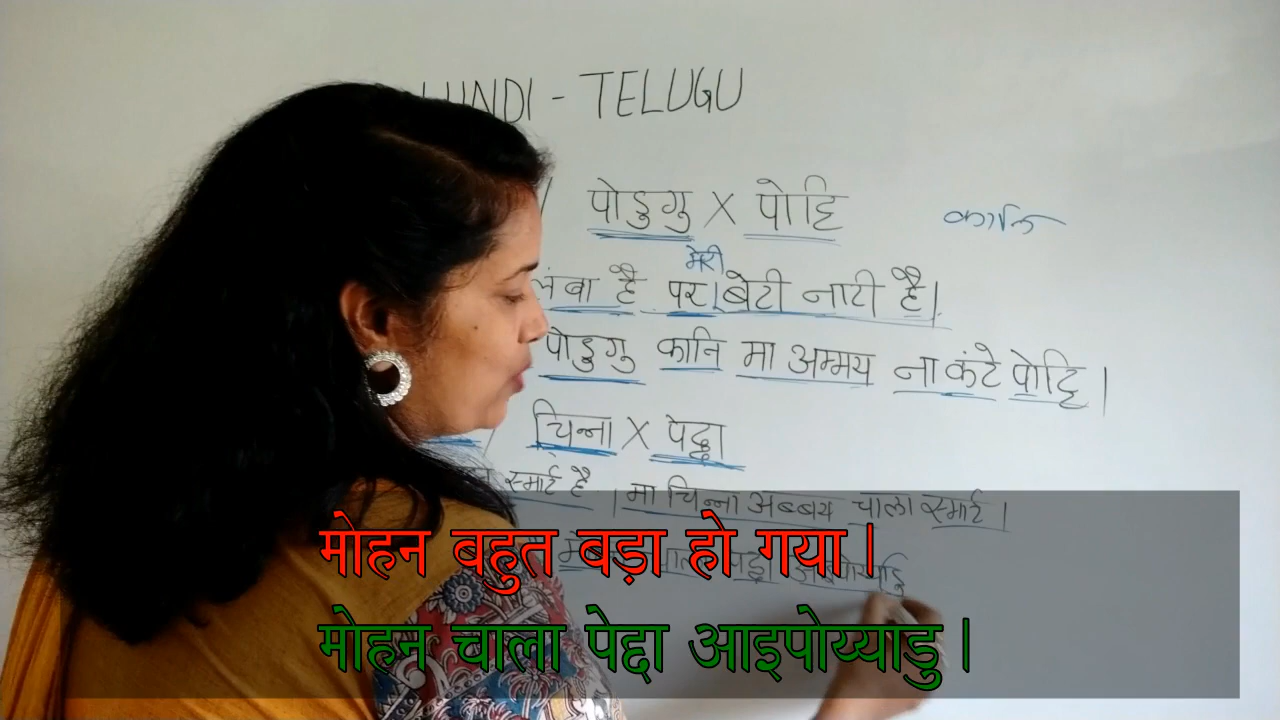 HINDI - TELUGU
पोडुगु X पोट्टि
कानि
मेरी
लंबा है पर बेटी नाटी है।
पोडुगु कानि मा अम्मय ना कंटे पोट्टि।
चिन्ना X पेद्दा
स्मार्ट है । मा चिन्ना अब्बय चाला स्मार्ट।
मोहन बहुत बड़ा हो गया।
मोहन चाला पेद्दा आइपोय्याडु।